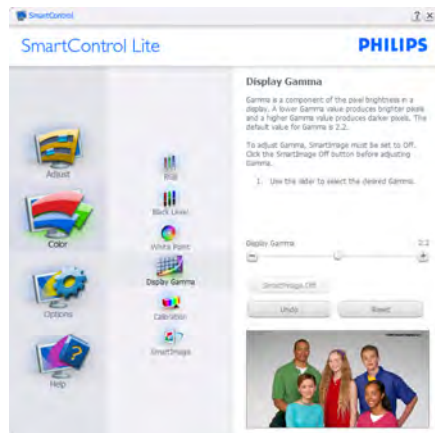 SmartControl
SmartControl Lite
PHILIPS
Adjust
Color
Options
Help
RGB
Black Level
White Point
Display Gamma
Calibration
SmartImage
Display Gamma
Gamma is a component of the pixel brightness in a
display. A lower Gamma value produces brighter pixels
and a higher Gamma value produces darker pixels. The
default value for Gamma is 2.2.
To adjust Gamma, SmartImage must be set to Off.
Click the SmartImage Off button before adjusting
Gamma.
1. Use the slider to select the desired Gamma.
Display Gamma 2.2
SmartImage Off
Undo Reset